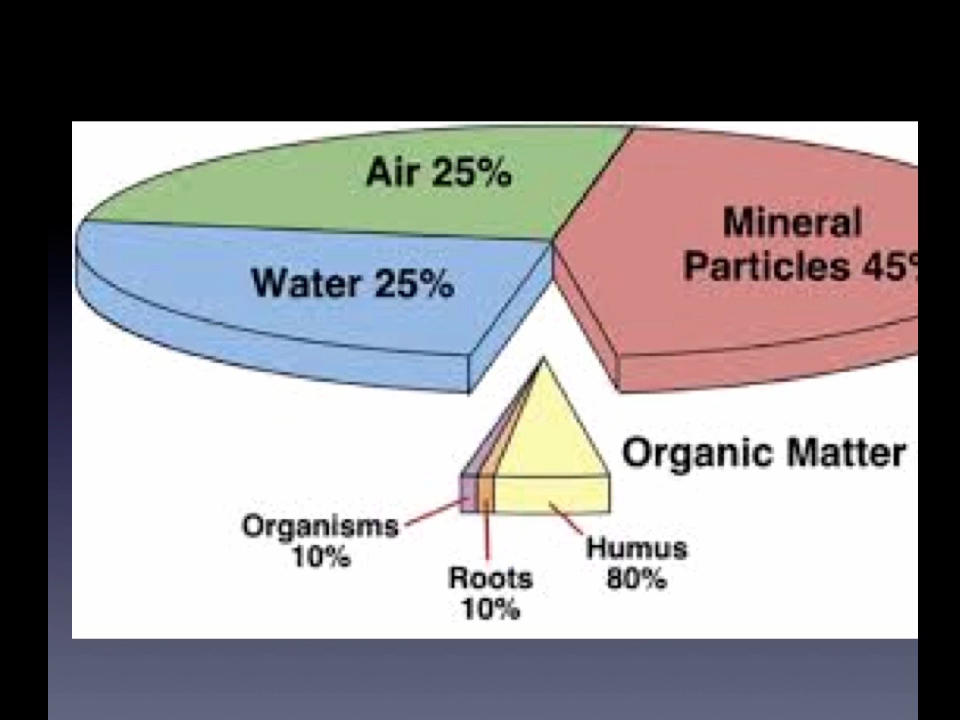 Air 25%
Mineral
Particles 45%
Water 25%
Organic Matter
Organisms
10%
Roots
10%
Humus
80%